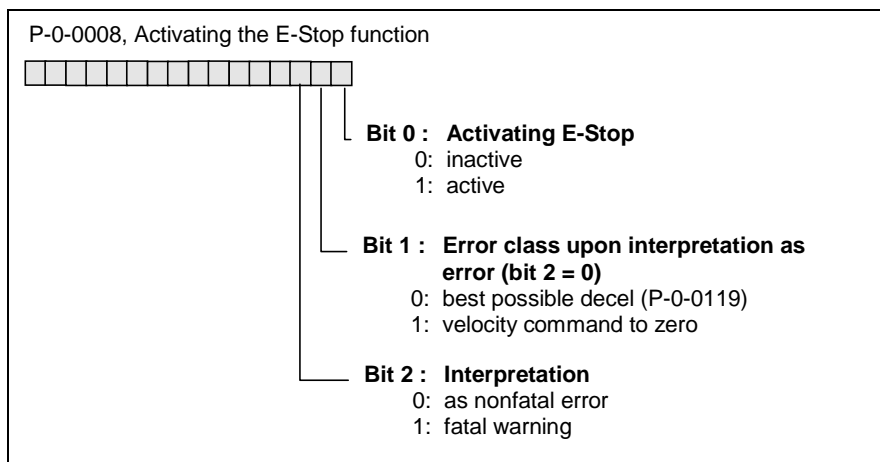 P-0-0008, Activating the E-Stop function
Bit 0 : Activating E-Stop
0: inactive
1: active
Bit 1 : Error class upon interpretation as
error (bit 2 = 0)
0: best possible decel (P-0-0119)
1: velocity command to zero
Bit 2 : Interpretation
0: as nonfatal error
1: fatal warning